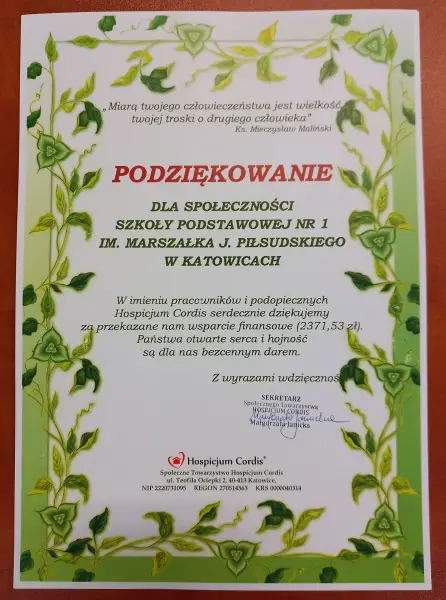 „Miarą twojego człowieczeństwa jest wielkość
twojej troski o drugiego człowieka”
Ks. Mieczysław Maliński
PODZIĘKOWANIE
DLA SPOŁECZNOŚCI
SZKOŁY PODSTAWOWEJ NR 1
IM. MARSZAŁKA J. PIŁSUDSKIEGO
W KATOWICACH
W imieniu pracowników i podopiecznych
Hospicjum Cordis serdecznie dziękujemy
za przekazane nam wsparcie finansowe (2371,53 zł).
Państwa otwarte serca i hojność
są dla nas bezcennym darem.
Z wyrazami wdzięcznoś
SEKRETARZ
Społecznego Towarzystwa
HOSPICJUM CORDIS
Małgorzata Janicka
Hospicjum Cordis®
Społeczne Towarzystwo Hospicjum Cordis
ul. Teofila Ociepki 2, 40-413 Katowice,
NIP 2220731095 REGON 270514563 KRS 0000040314